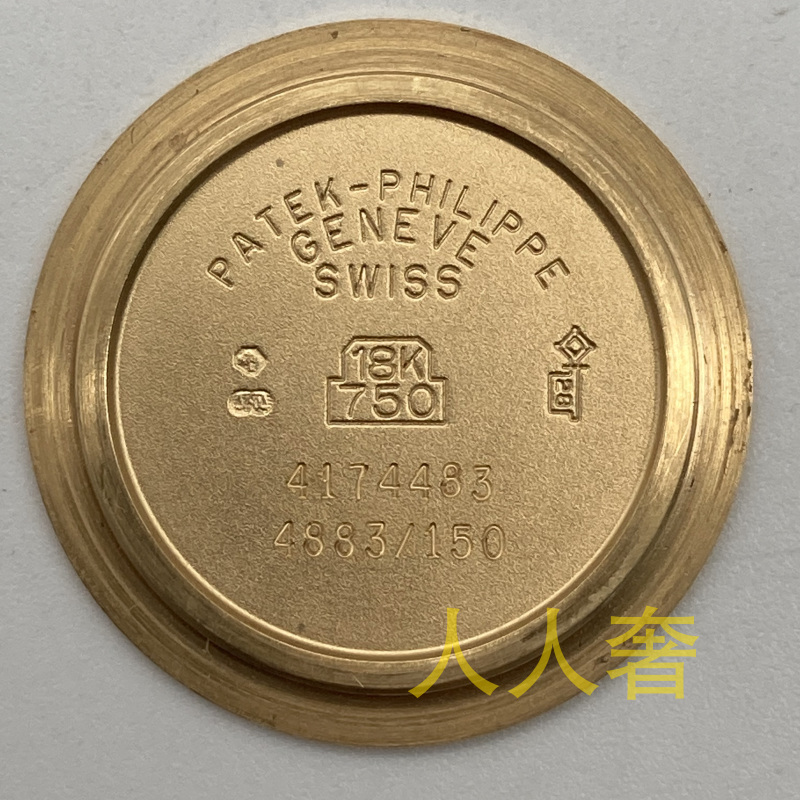 PATEK-PHILIPPE
GENEVE
SWISS
18K
750
4174483
4883/150
人人奢